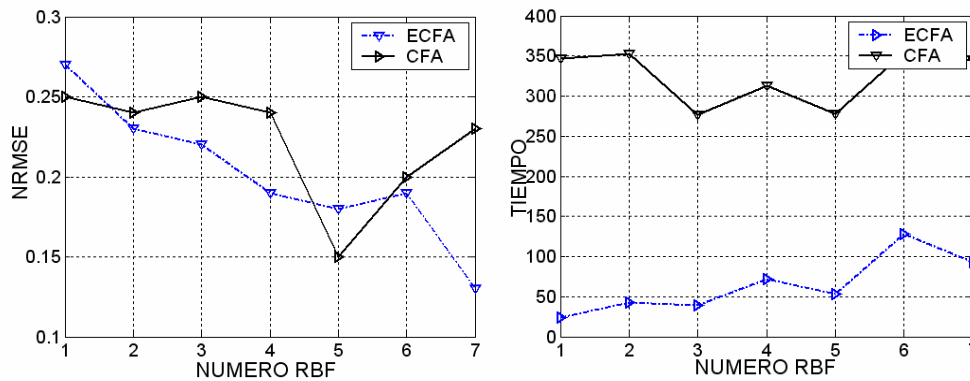 0.3
0.25
0.2
0.15
0.1
NRMSE
ECFA
CFA
1 2 3 4 5 6 7
NUMERO RBF
400
350
300
250
200
150
100
50
0
TIEMPO
ECFA
CFA
1 2 3 4 5 6
NUMERO RBF